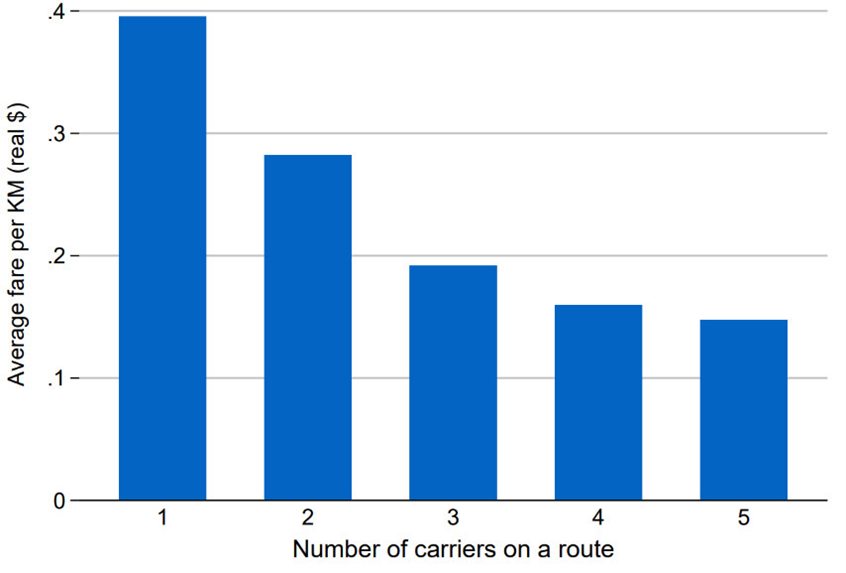 Average fare per KM (real $)
.4
.3
.2
.1
0
1 2 3 4 5
Number of carriers on a route